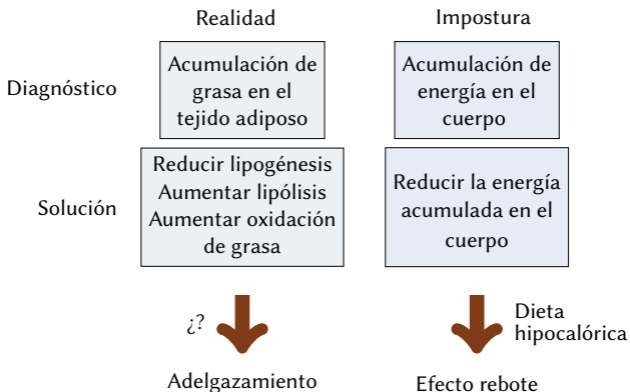 Realidad
Impostura
Diagnóstico
Acumulación de
grasa en el
tejido adiposo
Acumulación de
energía en el
cuerpo
Solución
Reducir lipogénesis
Aumentar lipólisis
Aumentar oxidación
de grasa
Reducir la energía
acumulada en el
cuerpo
¿?
Dieta
hipocalórica
Adelgazamiento
Efecto rebote